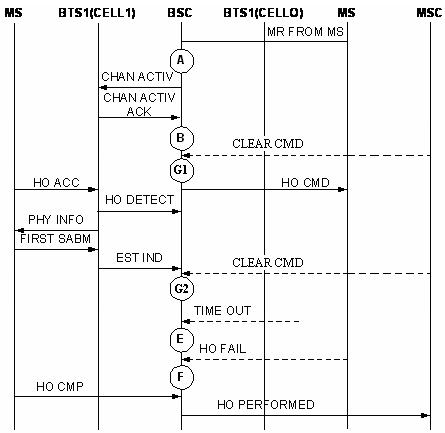 MS BTS1(CELL1) BSC BTS1(CELLO) MS MSC
MR FROM MS
A
CHAN ACTIV
CHAN ACTIV
ACK
B
CLEAR CMD
G1
HO ACC
HO CMD
HO DETECT
PHY INFO
FIRST SABM
EST IND
CLEAR CMD
G2
TIME OUT
E
HO FAIL
F
HO CMP
HO PERFORMED